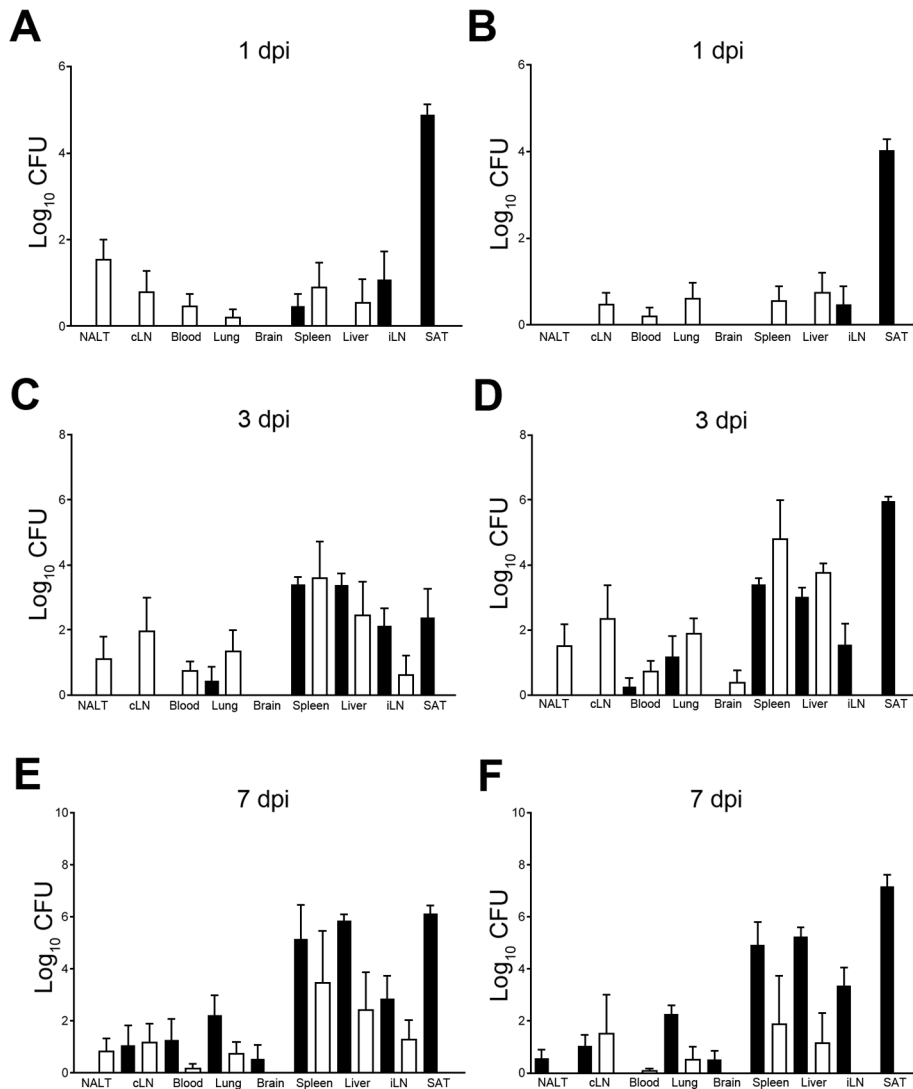 A
B
1 dpi
1 dpi
Log10 CFU
6
4
2
0
NALT cLN Blood Lung Brain Spleen Liver iLN SAT
Log10 CFU
6
4
2
0
NALT cLN Blood Lung Brain Spleen Liver iLN SAT
C
D
3 dpi
3 dpi
Log10 CFU
8
6
4
2
0
NALT cLN Blood Lung Brain Spleen Liver iLN SAT
Log10 CFU
8
6
4
2
0
NALT cLN Blood Lung Brain Spleen Liver iLN SAT
E
F
7 dpi
7 dpi
Log10 CFU
10
8
6
4
2
0
NALT cLN Blood Lung Brain Spleen Liver iLN SAT
Log10 CFU
10
8
6
4
2
0
NALT cLN Blood Lung Brain Spleen Liver iLN SAT